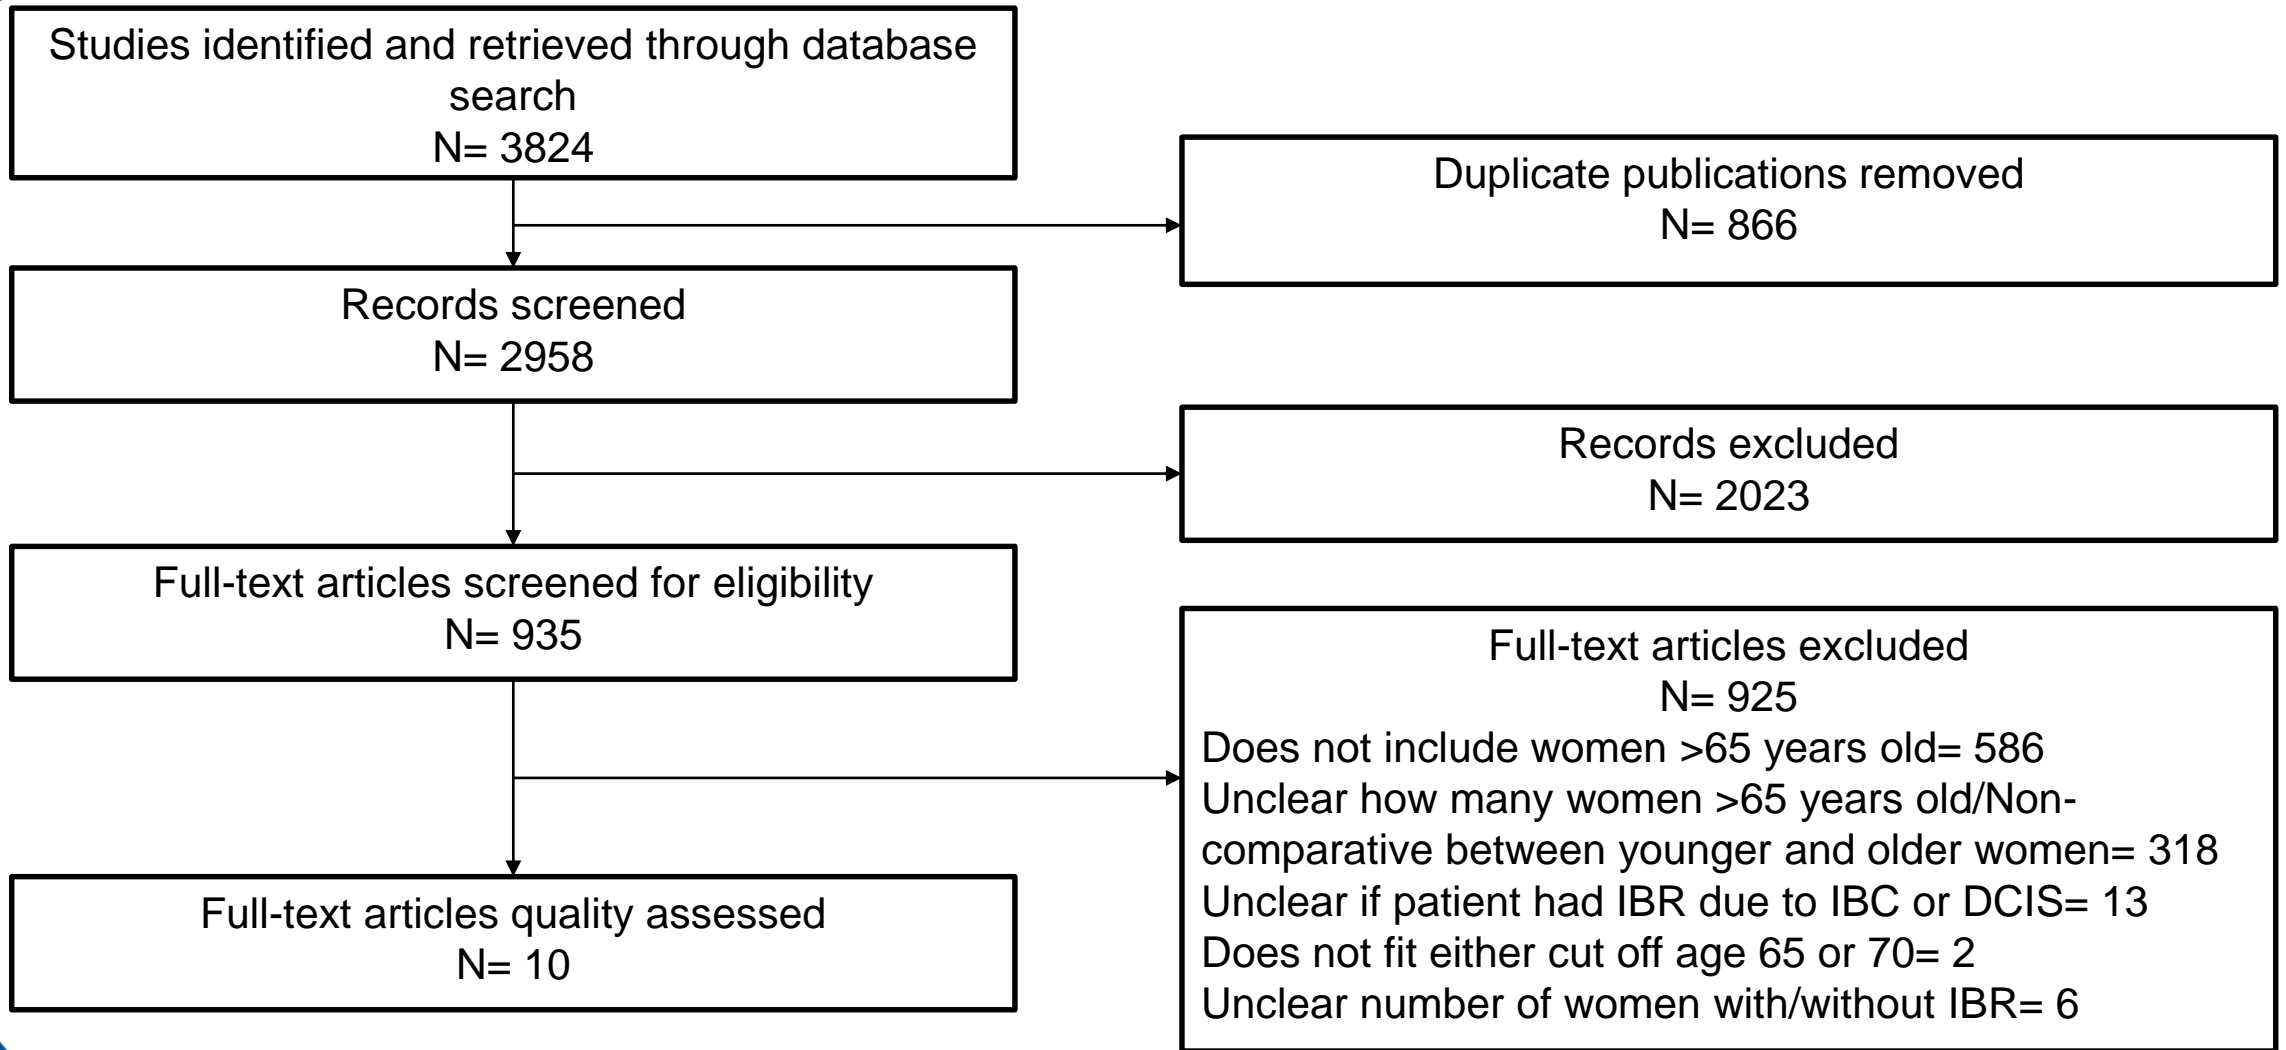 Studies identified and retrieved through database
search
N= 3824
Duplicate publications removed
N= 866
Records screened
N= 2958
Records excluded
N= 2023
Full-text articles screened for eligibility
N= 935
Full-text articles excluded
N= 925
Does not include women >65 years old= 586
Unclear how many women >65 years old/Non-
comparative between younger and older women= 318
Unclear if patient had IBR due to IBC or DCIS= 13
Does not fit either cut off age 65 or 70= 2
Unclear number of women with/without IBR= 6
Full-text articles quality assessed
N= 10